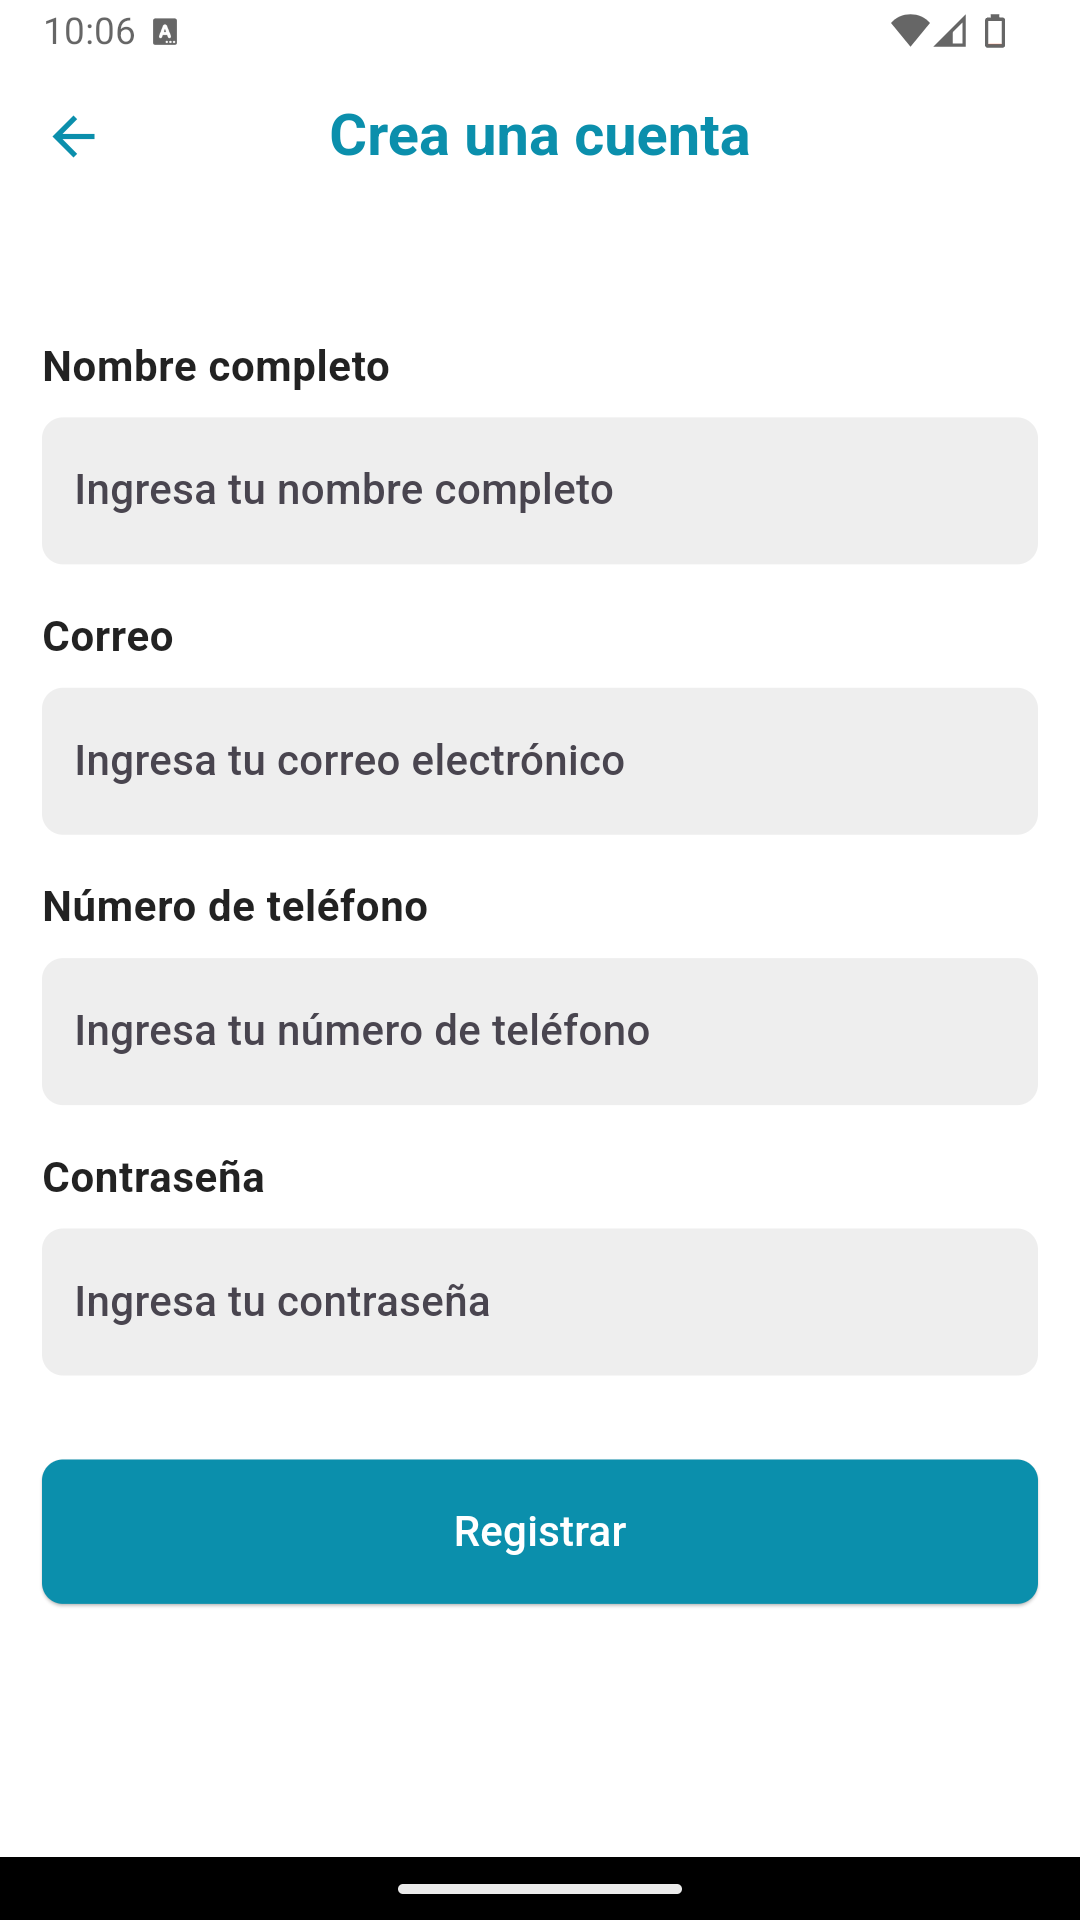 10:06
Crea una cuenta
Nombre completo
Ingresa tu nombre completo
Correo
Ingresa tu correo electrónico
Número de teléfono
Ingresa tu número de teléfono
Contraseña
Ingresa tu contraseña
Registrar